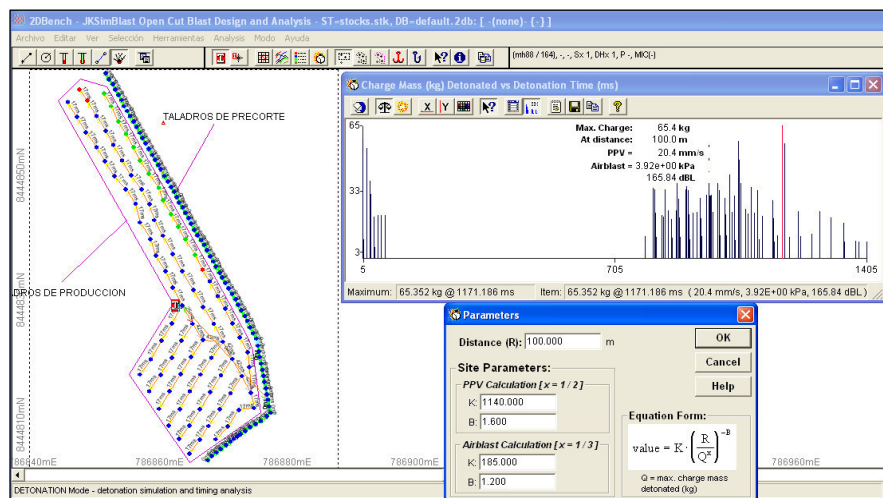 2DBench - JKSimBlast Open Cut Blast Design and Analysis - ST-stocks.stk, DB-default.2db: [ -(none)- {-} ]
Archivo Editar Ver Selección Herramientas Analysis Modo Ayuda
(mh88 / 164), -, -, Sx 1, DHx 1, P -, MIC(-)
TALADROS DE PRECORTE
DROS DE PRODUCCION
8444850mN
8444810mN
786840mE
786860mE
786880mE
786900mE
786960mE
17ms
Charge Mass (kg) Detonated vs Detonation Time (ms)
X Y
65
33
3
Max. Charge: 65.4 kg
At distance: 100.0 m
PPV = 20.4 mm/s
Airblast = 3.92e+00 kPa
165.84 dBL
5 705 1405
Maximum: 65.352 kg @ 1171.186 ms
Item: 65.352 kg @ 1171.186 ms ( 20.4 mm/s, 3.92E+00 kPa, 165.84 dBL )
Parameters
Distance (R): 100.000 m
OK
Cancel
Help
Site Parameters:
PPV Calculation [ x = 1 / 2 ]
K: 1140.000
B: 1.600
Airblast Calculation [ x = 1 / 3 ]
K: 185.000
B: 1.200
Equation Form:
value = K · (R / Q^x)^-B
Q = max. charge mass
detonated (kg)
DETONATION Mode - detonation simulation and timing analysis